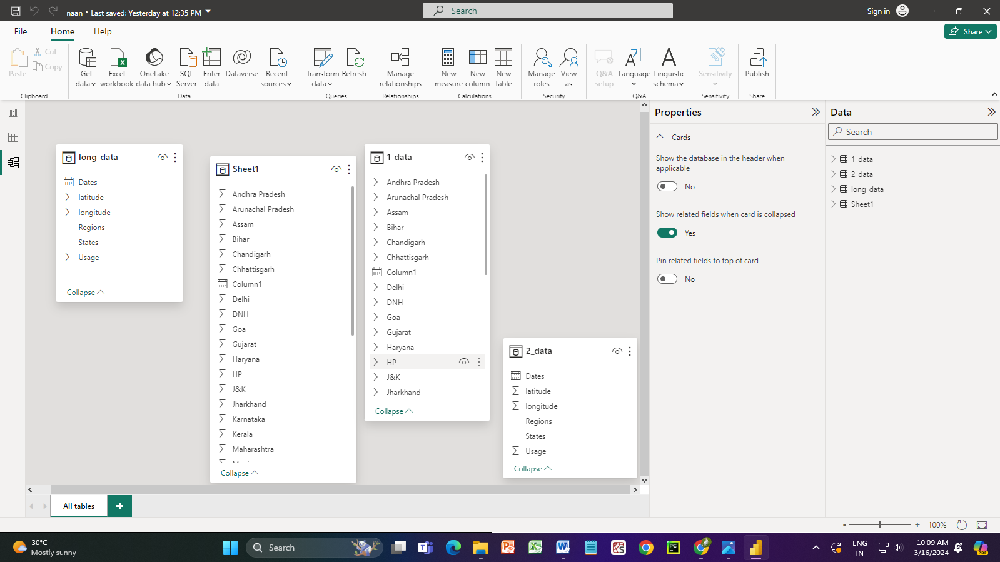 naan • Last saved: Yesterday at 12:35 PM
Search
Sign in
File
Home
Help
Share
Paste
Cut
Copy
Clipboard
Get data
Excel workbook
OneLake data hub
SQL Server
Enter data
Dataverse
Recent sources
Data
Transform data
Refresh
Queries
Manage relationships
Relationships
New measure
New column
New table
Calculations
Manage roles
View as
Security
Q&A setup
Language
Linguistic schema
Q&A
Sensitivity
Sensitivity
Publish
Share
long_data_
Dates
latitude
longitude
Regions
States
Usage
Collapse
Sheet1
Andhra Pradesh
Arunachal Pradesh
Assam
Bihar
Chandigarh
Chhattisgarh
Column1
Delhi
DNH
Goa
Gujarat
Haryana
HP
J&K
Jharkhand
Karnataka
Kerala
Maharashtra
Collapse
1_data
Andhra Pradesh
Arunachal Pradesh
Assam
Bihar
Chandigarh
Chhattisgarh
Column1
Delhi
DNH
Goa
Gujarat
Haryana
HP
J&K
Jharkhand
Collapse
2_data
Dates
latitude
longitude
Regions
States
Usage
Collapse
Properties
Cards
Show the database in the header when
applicable
No
Show related fields when card is collapsed
Yes
Pin related fields to top of card
No
Data
Search
1_data
2_data
long_data_
Sheet1
All tables
- + 100%
30°C
Mostly sunny
Search
ENG
IN
10:09 AM
3/16/2024
PRE